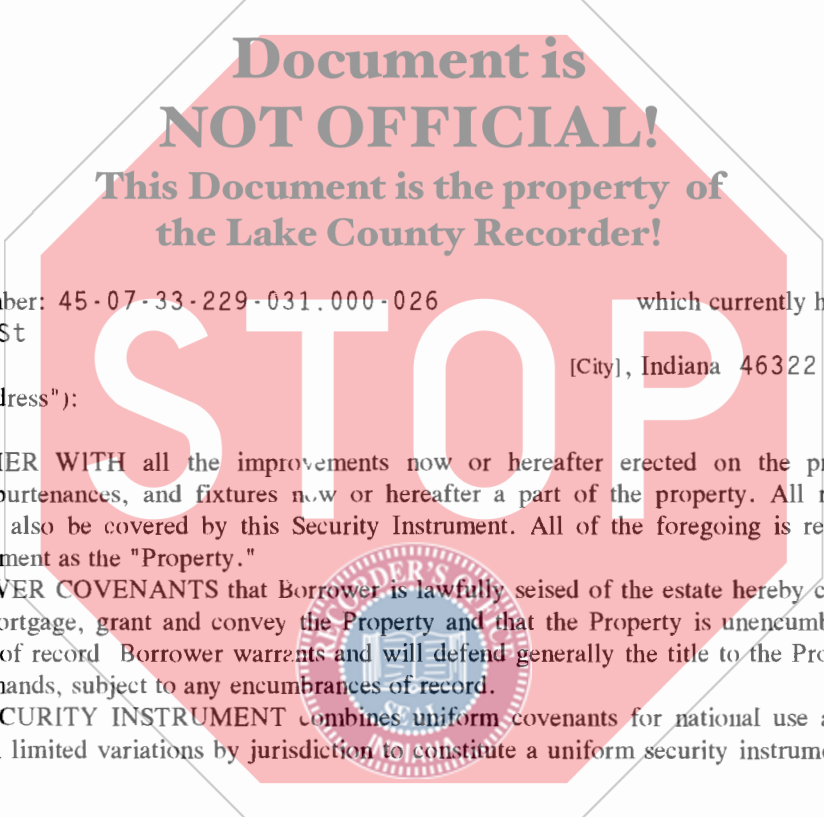 Document is
NOT OFFICIAL!
This Document is the property of
the Lake County Recorder!
ber: 45-07-33-229-031.000-026 which currently h
St
[City], Indiana 46322
dress"):
STOP
ER WITH all the improvements now or hereafter erected on the pr
purtenances, and fixtures now or hereafter a part of the property. All r
also be covered by this Security Instrument. All of the foregoing is re
ment as the "Property."
VER COVENANTS that Borrower is lawfully seised of the estate hereby c
ortgage, grant and convey the Property and that the Property is unencumb
of record Borrower warrants and will defend generally the title to the Pro
ands, subject to any encumbrances of record.
CURITY INSTRUMENT combines uniform covenants for national use a
limited variations by jurisdiction to constitute a uniform security instrume
RECORDER'S OFFICE
SEAL
INDIANA